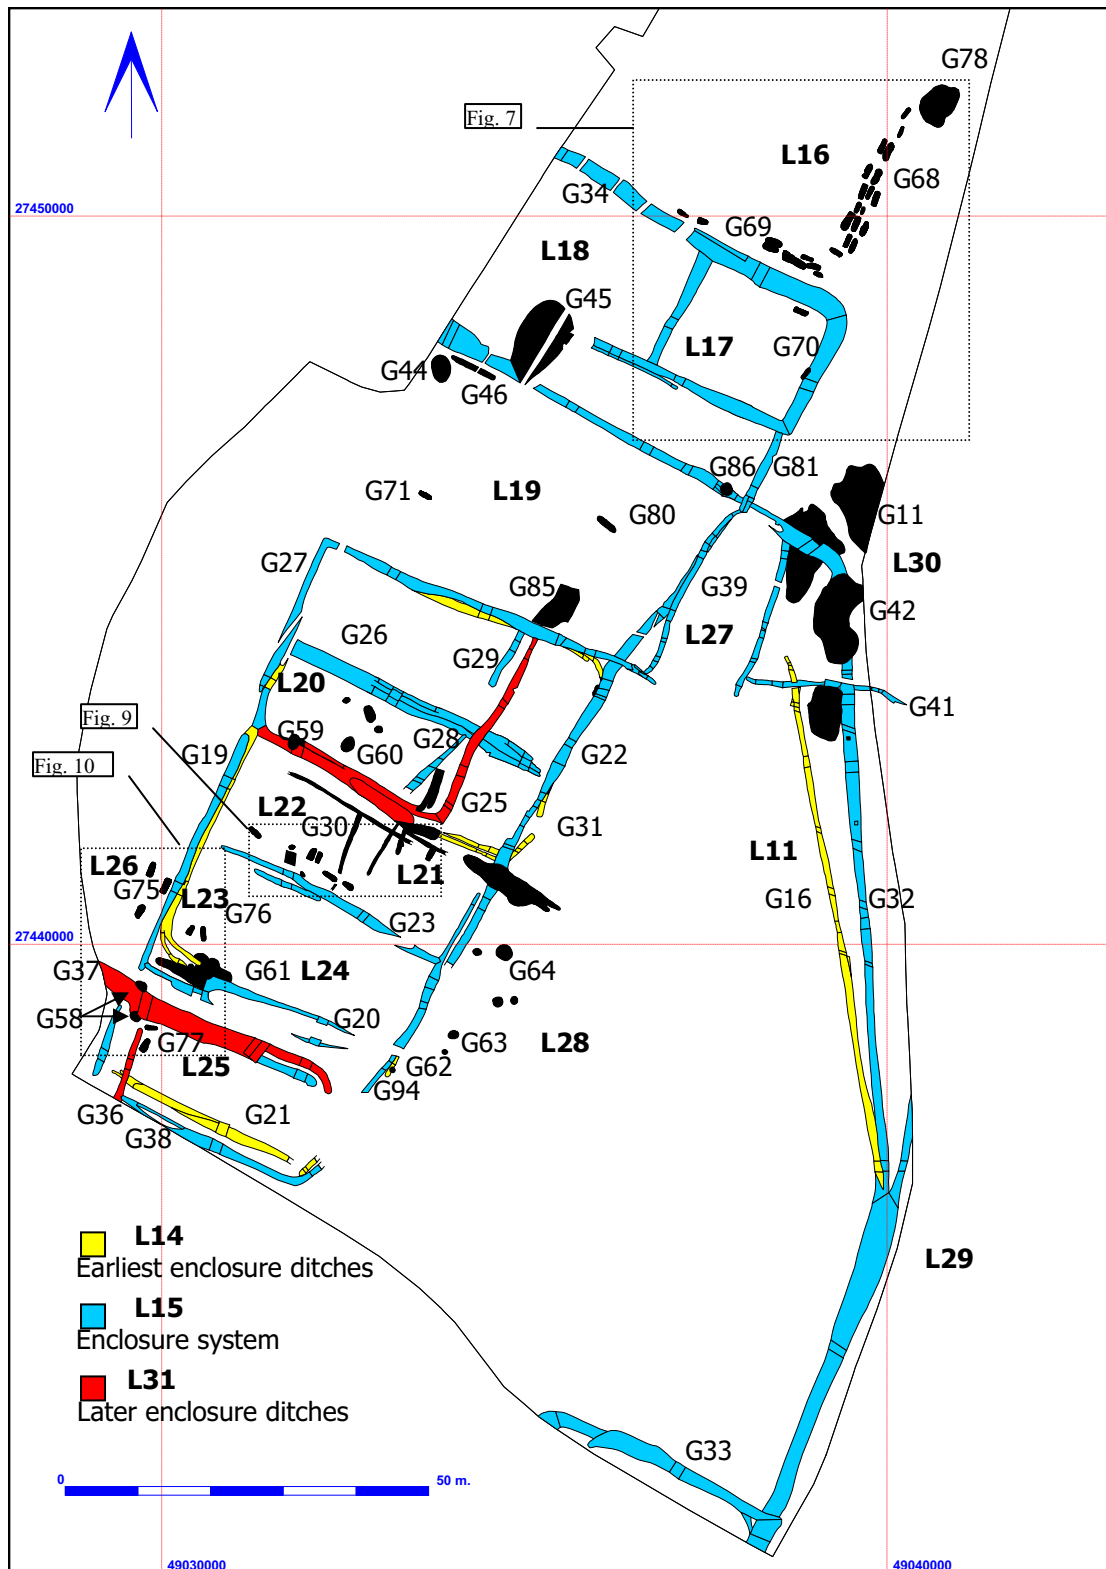 G78
Fig. 7
L16
G68
G34
27450000
G69
L18
G45
L17
G70
G44
G46
G86
G81
G71
L19
G80
G11
G27
L30
G85
G39
G42
G26
L27
G29
L20
G41
Fig. 9
G59
G28
G19
G60
G22
Fig. 10
L22
G25
G30
G31
L11
L26
L21
G75
L23
G16
G32
G76
G23
27440000
G37
G61
L24
G64
G58
G20
G77
G63
L28
L25
G62
G94
G36
G21
G38
L14
Earliest enclosure ditches
L29
L15
Enclosure system
L31
Later enclosure ditches
G33
0
50 m.
49030000
49040000